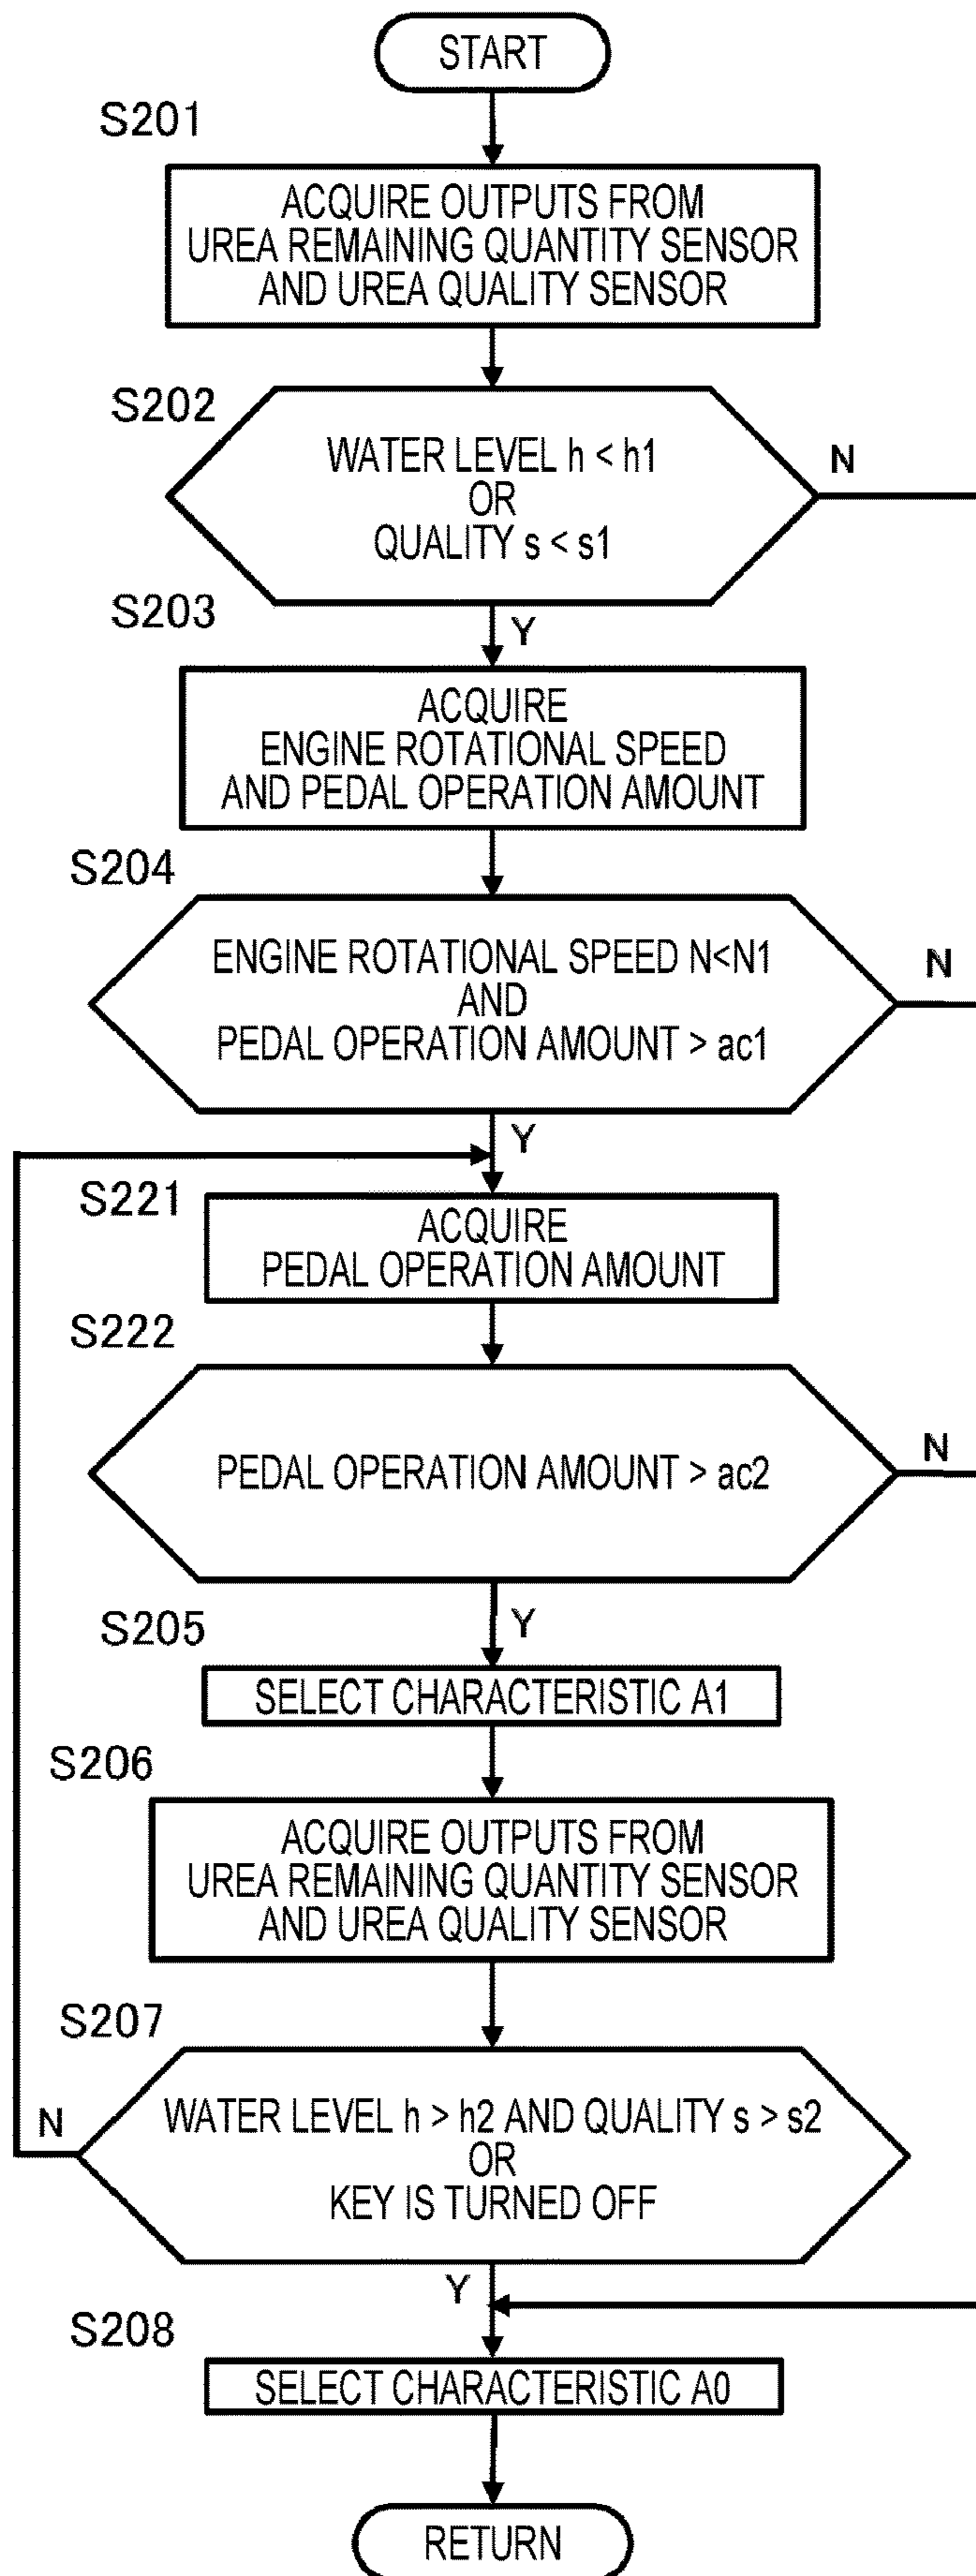 START
S201
ACQUIRE OUTPUTS FROM
UREA REMAINING QUANTITY SENSOR
AND UREA QUALITY SENSOR
S202
WATER LEVEL h < h1
OR
QUALITY s < s1
N
S203
Y
ACQUIRE
ENGINE ROTATIONAL SPEED
AND PEDAL OPERATION AMOUNT
S204
ENGINE ROTATIONAL SPEED N<N1
AND
PEDAL OPERATION AMOUNT > ac1
N
Y
S221
ACQUIRE
PEDAL OPERATION AMOUNT
S222
PEDAL OPERATION AMOUNT > ac2
N
Y
S205
SELECT CHARACTERISTIC A1
S206
ACQUIRE OUTPUTS FROM
UREA REMAINING QUANTITY SENSOR
AND UREA QUALITY SENSOR
S207
N
WATER LEVEL h > h2 AND QUALITY s > s2
OR
KEY IS TURNED OFF
Y
S208
SELECT CHARACTERISTIC A0
RETURN